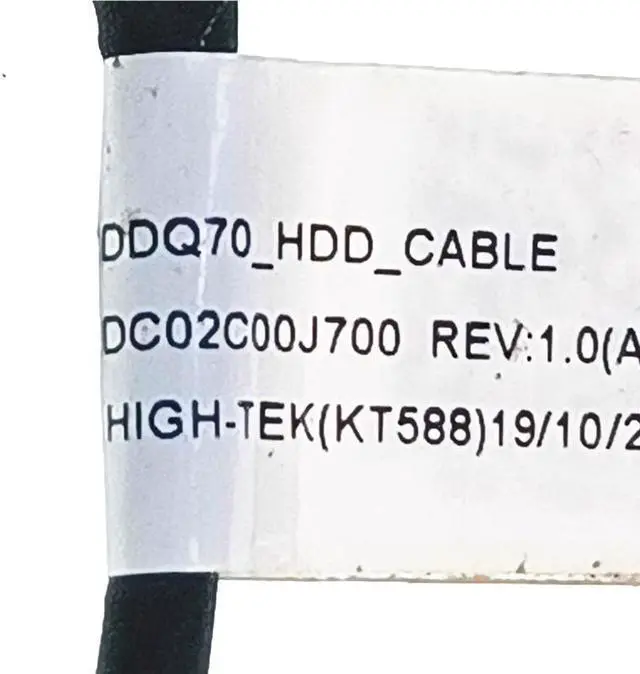 DDQ70_HDD_CABLE
DC02C00J700 REV:1.0(A
HIGH-TEK(KT588)19/10/2